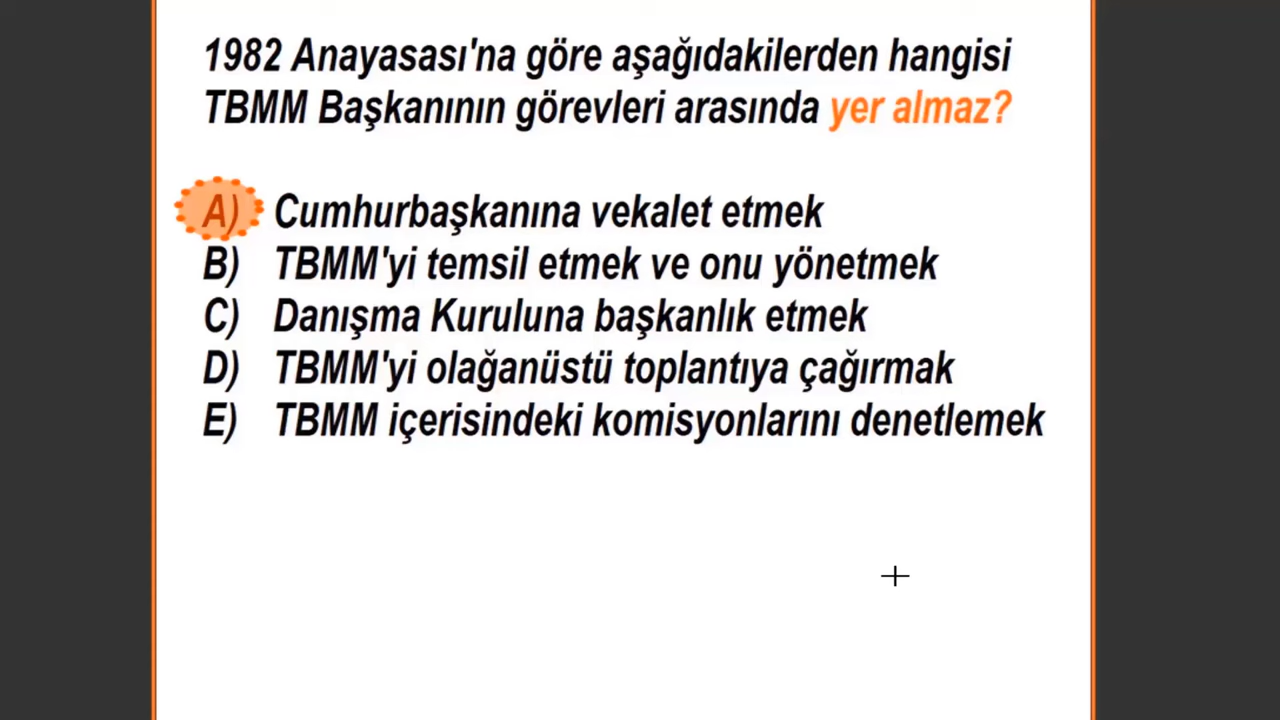 1982 Anayasası'na göre aşağıdakilerden hangisi
TBMM Başkanının görevleri arasında yer almaz?
A) Cumhurbaşkanına vekalet etmek
B) TBMM'yi temsil etmek ve onu yönetmek
C) Danışma Kuruluna başkanlık etmek
D) TBMM'yi olağanüstü toplantıya çağırmak
E) TBMM içerisindeki komisyonlarını denetlemek